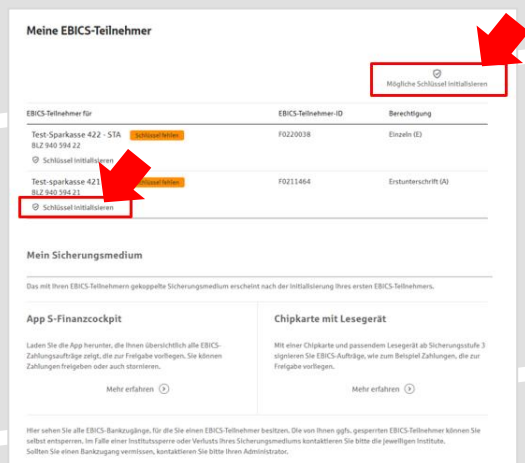 Meine EBICS-Teilnehmer
Mögliche Schlüssel initialisieren
EBICS-Teilnehmer für EBICS-Teilnehmer-ID Berechtigung
Test-Sparkasse 422 - STA Schlüssel fehlen F0220038 Einzeln (E)
BLZ 940 594 22
Schlüssel initialisieren
Test-sparkasse 421 Schlüssel fehlen F0211464 Erstunterschrift (A)
BLZ 940 594 21
Schlüssel initialisieren
Mein Sicherungsmedium
Das mit Ihren EBICS-Teilnehmern gekoppelte Sicherungsmedium erscheint nach der Initialisierung Ihres ersten EBICS-Teilnehmers.
App S-Finanzcockpit
Laden Sie die App herunter, die Ihnen übersichtlich alle EBICS-
Zahlungsaufträge zeigt, die zur Freigabe vorliegen. Sie können
Zahlungen freigeben oder auch stornieren.
Mehr erfahren
Chipkarte mit Lesegerät
Mit einer Chipkarte und passendem Lesegerät ab Sicherungsstufe 3
signieren Sie EBICS-Aufträge, wie zum Beispiel Zahlungen, die zur
Freigabe vorliegen.
Mehr erfahren
Hier sehen Sie alle EBICS-Bankzugänge, für die Sie einen EBICS-Teilnehmer besitzen. Die von Ihnen ggfs. gesperrten EBICS-Teilnehmer können Sie
selbst entsperren. Im Falle einer Institutssperre oder Verlusts Ihres Sicherungsmediums kontaktieren Sie bitte die jeweiligen Institute.
Sollten Sie einen Bankzugang vermissen, kontaktieren Sie bitte Ihren Administrator.